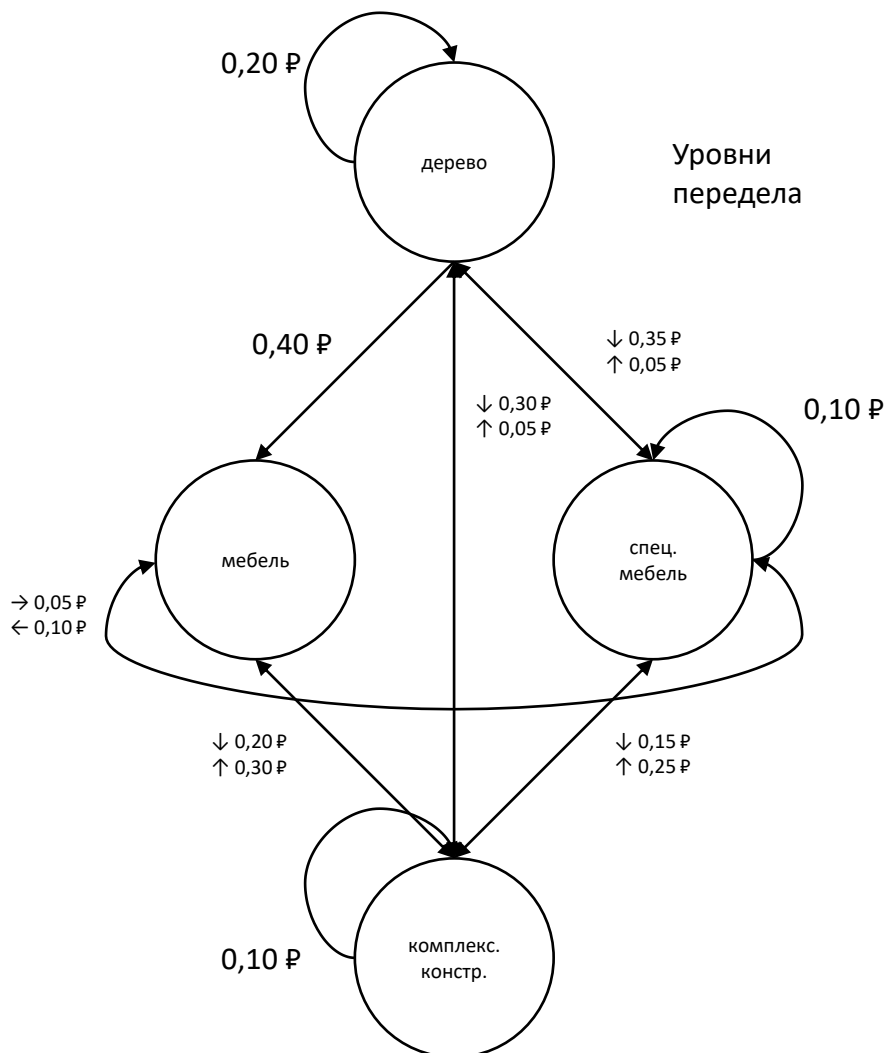 0,20 ₽
дерево
Уровни
передела
0,40 ₽
↓ 0,35 ₽
↑ 0,05 ₽
↓ 0,30 ₽
↑ 0,05 ₽
0,10 ₽
мебель
спец.
мебель
→ 0,05 ₽
← 0,10 ₽
↓ 0,20 ₽
↑ 0,30 ₽
↓ 0,15 ₽
↑ 0,25 ₽
0,10 ₽
комплекс.
констр.